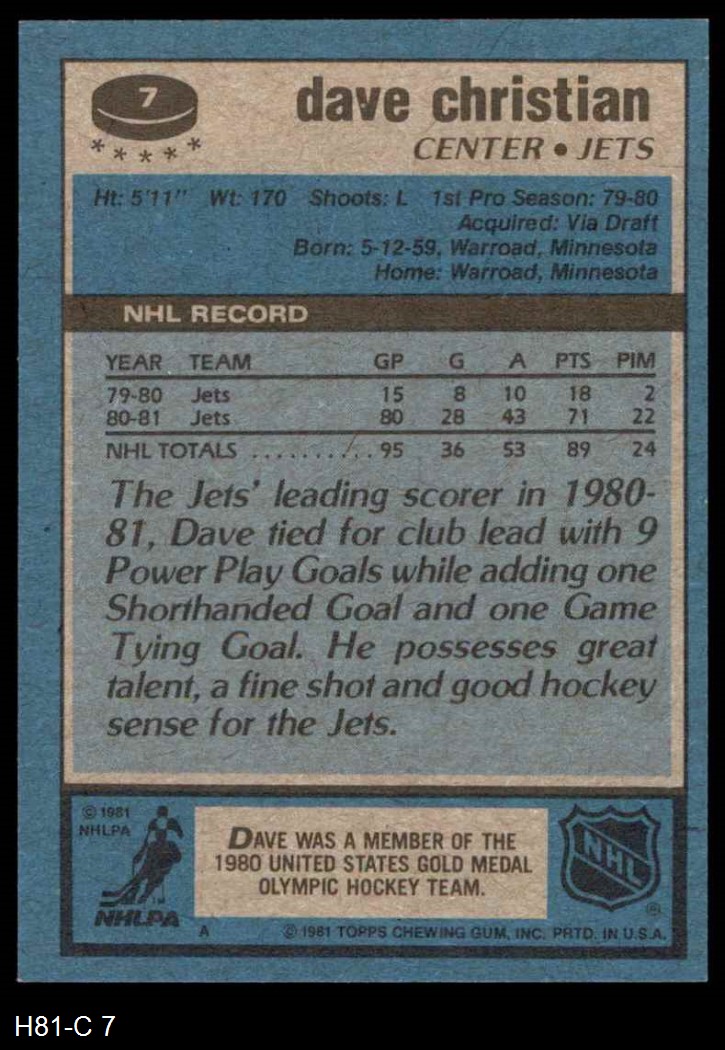 7
dave christian
CENTER • JETS
Ht: 5'11" Wt: 170 Shoots: L 1st Pro Season: 79-80
Acquired: Via Draft
Born: 5-12-59, Warroad, Minnesota
Home: Warroad, Minnesota
NHL RECORD
YEAR TEAM GP G A PTS PIM
79-80 Jets 15 8 10 18 2
80-81 Jets 80 28 43 71 22
NHL TOTALS .......... 95 36 53 89 24
The Jets' leading scorer in 1980-
81, Dave tied for club lead with 9
Power Play Goals while adding one
Shorthanded Goal and one Game
Tying Goal. He possesses great
talent, a fine shot and good hockey
sense for the Jets.
© 1981
NHLPA
NHLPA
DAVE WAS A MEMBER OF THE
1980 UNITED STATES GOLD MEDAL
OLYMPIC HOCKEY TEAM.
NHL
®
A © 1981 TOPPS CHEWING GUM, INC. PRTD. IN U.S.A.
H81-C 7